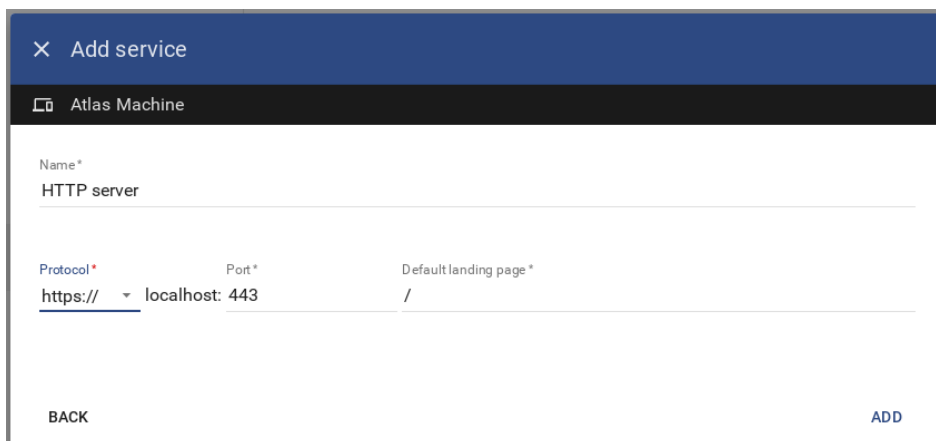 Add service
Atlas Machine
Name*
HTTP server
Protocol* Port* Default landing page*
https:// localhost: 443 /
BACK ADD